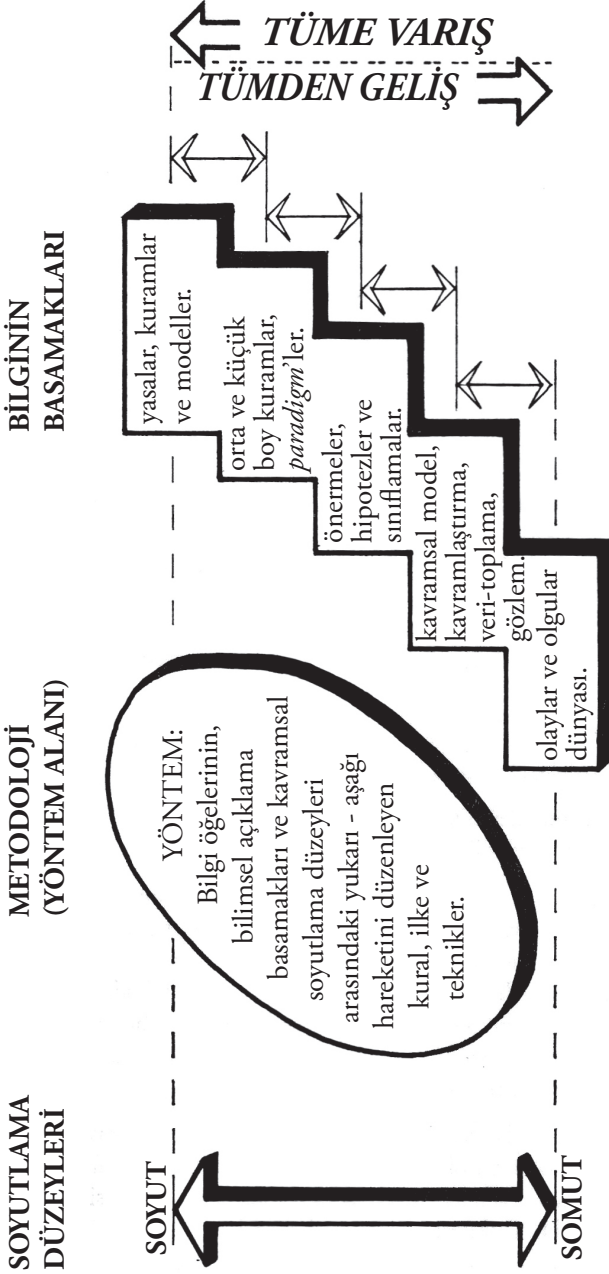 SOYUTLAMA
DÜZEYLERİ
SOYUT
SOMUT
METODOLOJİ
(YÖNTEM ALANI)
YÖNTEM:
Bilgi öğelerinin,
bilimsel açıklama
basamakları ve kavramsal
soyutlama düzeyleri
arasındaki yukarı - aşağı
hareketini düzenleyen
kural, ilke ve
teknikler.
BİLGİNİN
BASAMAKLARI
yasalar, kuramlar
ve modeller.
orta ve küçük
boy kuramlar,
paradigm'ler.
önermeler,
hipotezler ve
sınıflamalar.
kavramsal model,
kavramlaştırma,
veri-toplama,
gözlem.
olaylar ve olgular
dünyası.
TÜME VARIŞ
TÜMDEN GELİŞ